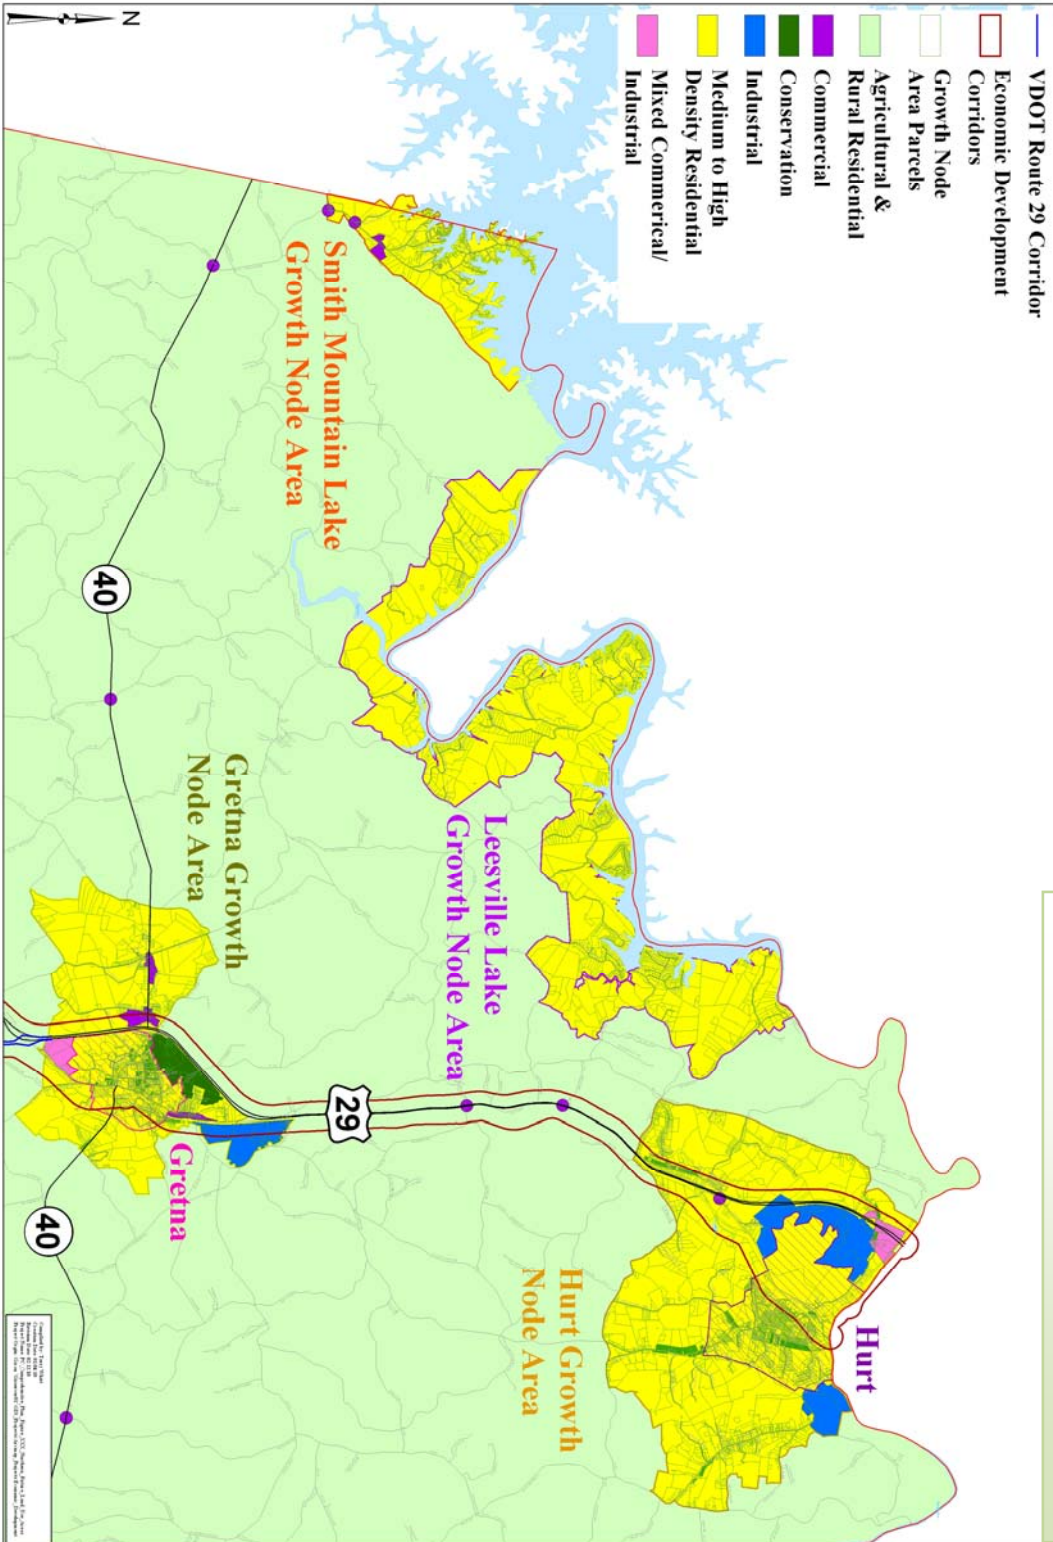 VDOT Route 29 Corridor
Economic Development
Corridors
Growth Node
Area Parcels
Agricultural &
Rural Residential
Commercial
Conservation
Industrial
Medium to High
Density Residential
Mixed Commerical/
Industrial
N
Smith Mountain Lake
Growth Node Area
Leesville Lake
Growth Node Area
Gretna Growth
Node Area
Hurt Growth
Node Area
Hurt
Gretna
40
29
40